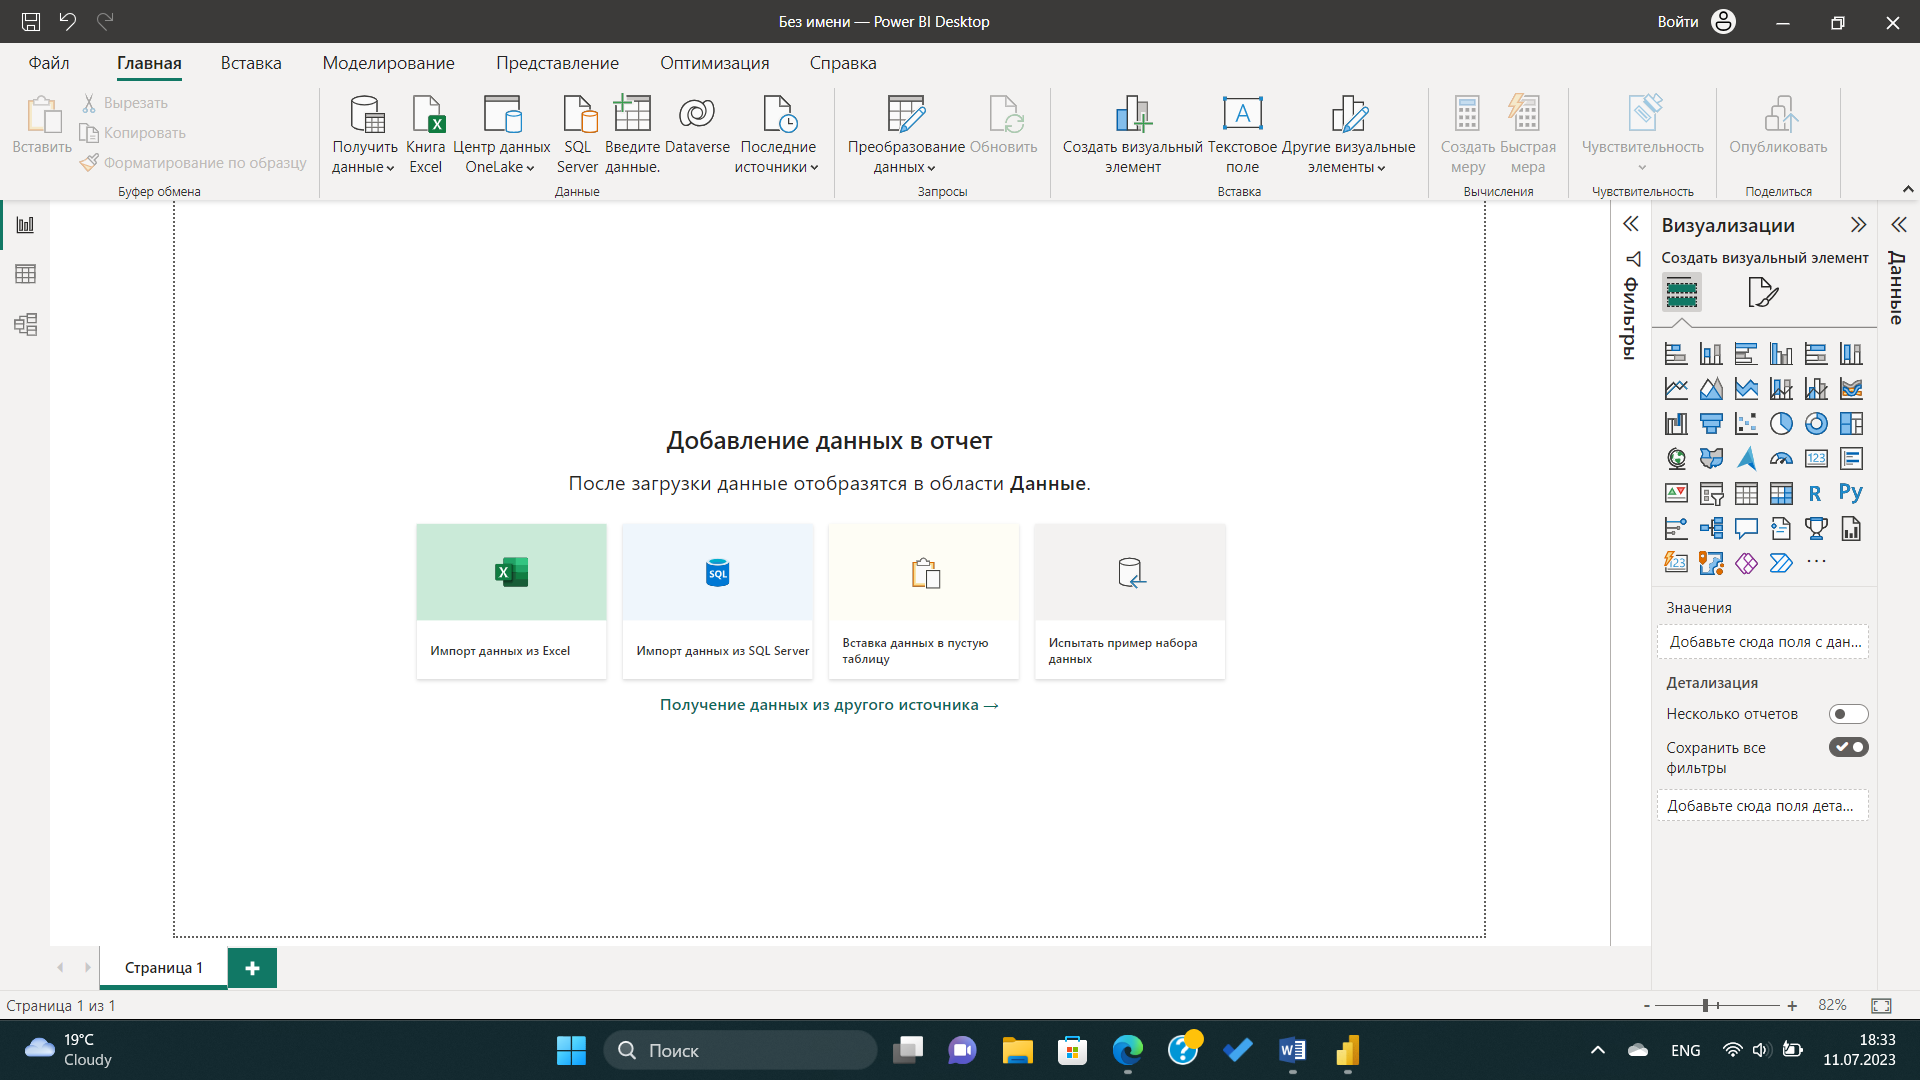 Без имени — Power BI Desktop
Войти
Файл
Главная
Вставка
Моделирование
Представление
Оптимизация
Справка
Вставить
Вырезать
Копировать
Форматирование по образцу
Буфер обмена
Получить
данные
Книга
Excel
Центр данных
OneLake
SQL
Server
Введите
данные.
Dataverse
Последние
источники
Данные
Преобразование
данных
Обновить
Запросы
Создать визуальный
элемент
Текстовое
поле
Другие визуальные
элементы
Вставка
Создать
меру
Быстрая
мера
Вычисления
Чувствительность
Чувствительность
Опубликовать
Поделиться
Добавление данных в отчет
После загрузки данные отобразятся в области Данные.
X
SQL
Импорт данных из Excel
Импорт данных из SQL Server
Вставка данных в пустую
таблицу
Испытать пример набора
данных
Получение данных из другого источника →
Фильтры
Визуализации
Создать визуальный элемент
123
R
Py
123
...
Значения
Добавьте сюда поля с дан...
Детализация
Несколько отчетов
Сохранить все
фильтры
Добавьте сюда поля дета...
Данные
Страница 1
Страница 1 из 1
- + 82%
19°C
Cloudy
Поиск
ENG
18:33
11.07.2023